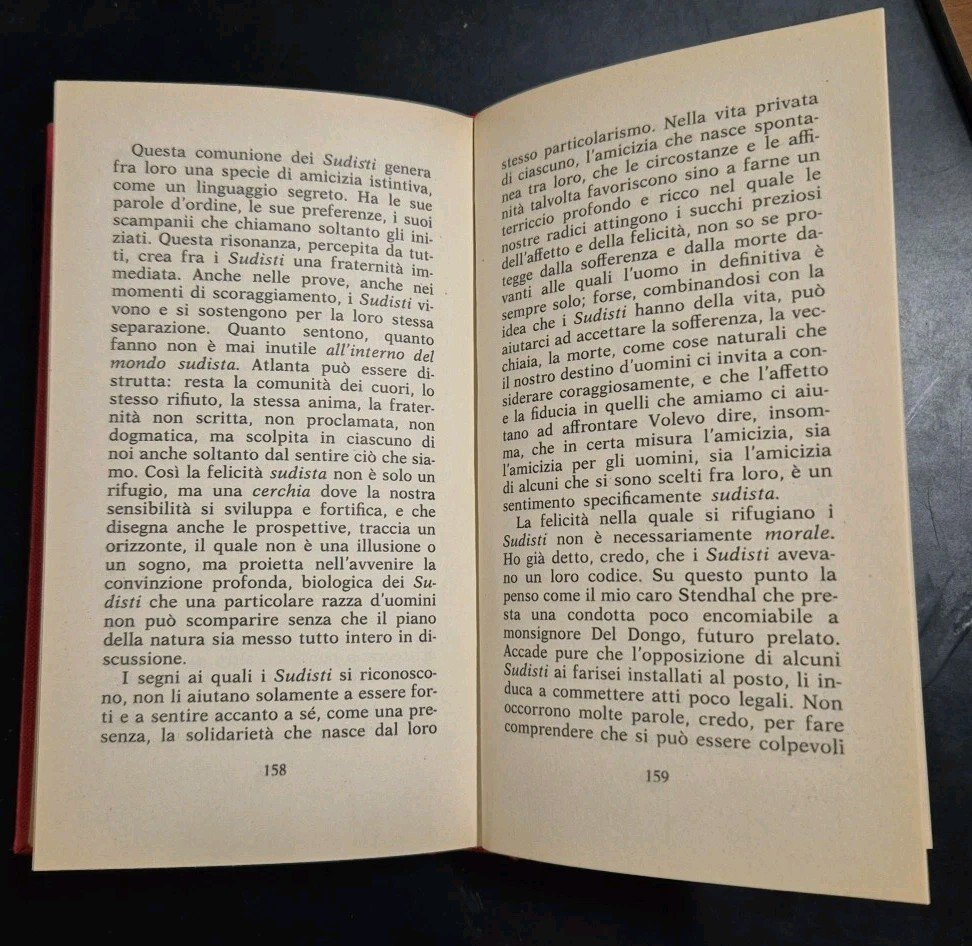 Questa comunione dei Sudisti genera
fra loro una specie di amicizia istintiva,
come un linguaggio segreto. Ha le sue
parole d'ordine, le sue preferenze, i suoi
scampanii che chiamano soltanto gli ini-
ziati. Questa risonanza, percepita da tut-
ti, crea fra i Sudisti una fraternità im-
mediata. Anche nelle prove, anche nei
momenti di scoraggiamento, i Sudisti vi-
vono e si sostengono per la loro stessa
separazione. Quanto sentono, quanto
fanno non è mai inutile all'interno del
mondo sudista. Atlanta può essere di-
strutta: resta la comunità dei cuori, lo
stesso rifiuto, la stessa anima, la frater-
nità non scritta, non proclamata, non
dogmatica, ma scolpita in ciascuno di
noi anche soltanto dal sentire ciò che sia-
mo. Così la felicità sudista non è solo un
rifugio, ma una cerchia dove la nostra
sensibilità si sviluppa e fortifica, e che
disegna anche le prospettive, traccia un
orizzonte, il quale non è una illusione o
un sogno, ma proietta nell'avvenire la
convinzione profonda, biologica dei Su-
disti che una particolare razza d'uomini
non può scomparire senza che il piano
della natura sia messo tutto intero in di-
scussione.
I segni ai quali i Sudisti si riconosco-
no, non li aiutano solamente a essere for-
ti e a sentire accanto a sé, come una pre-
senza, la solidarietà che nasce dal loro
158
stesso particolarismo. Nella vita privata
di ciascuno, l'amicizia che nasce sponta-
nea tra loro, che le circostanze e le affi-
nità talvolta favoriscono sino a farne un
terriccio profondo e ricco nel quale le
nostre radici attingono i succhi preziosi
dell'affetto e della felicità, non so se pro-
tegge dalla sofferenza e dalla morte da-
vanti alle quali l'uomo in definitiva è
sempre solo; forse, combinandosi con la
idea che i Sudisti hanno della vita, può
aiutarci ad accettare la sofferenza, la vec-
chiaia, la morte, come cose naturali che
il nostro destino d'uomini ci invita a con-
siderare coraggiosamente, e che l'affetto
e la fiducia in quelli che amiamo ci aiu-
tano ad affrontare Volevo dire, insom-
ma, che in certa misura l'amicizia, sia
l'amicizia per gli uomini, sia l'amicizia
di alcuni che si sono scelti fra loro, è un
sentimento specificamente sudista.
La felicità nella quale si rifugiano i
Sudisti non è necessariamente morale.
Ho già detto, credo, che i Sudisti aveva-
no un loro codice. Su questo punto la
penso come il mio caro Stendhal che pre-
sta una condotta poco encomiabile a
monsignore Del Dongo, futuro prelato.
Accade pure che l'opposizione di alcuni
Sudisti ai farisei installati al posto, li in-
duca a commettere atti poco legali. Non
occorrono molte parole, credo, per fare
comprendere che si può essere colpevoli
159